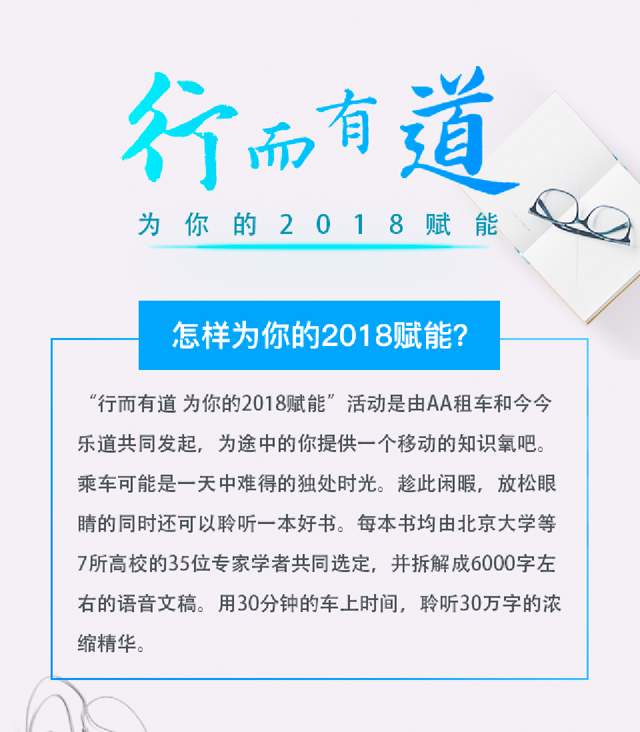 行而有道
为你的2018赋能
怎样为你的2018赋能?
“行而有道 为你的2018赋能”活动是由AA租车和今今
乐道共同发起，为途中的你提供一个移动的知识氧吧。
乘车可能是一天中难得的独处时光。趁此闲暇，放松眼
睛的同时还可以聆听一本好书。每本书均由北京大学等
7所高校的35位专家学者共同选定，并拆解成6000字左
右的语音文稿。用30分钟的车上时间，聆听30万字的浓
缩精华。